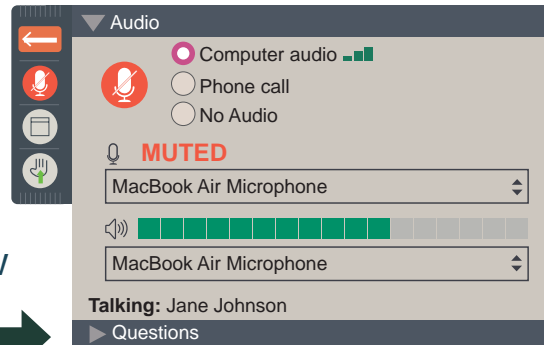 Audio
Computer audio
Phone call
No Audio
MUTED
MacBook Air Microphone
MacBook Air Microphone
Talking: Jane Johnson
Questions